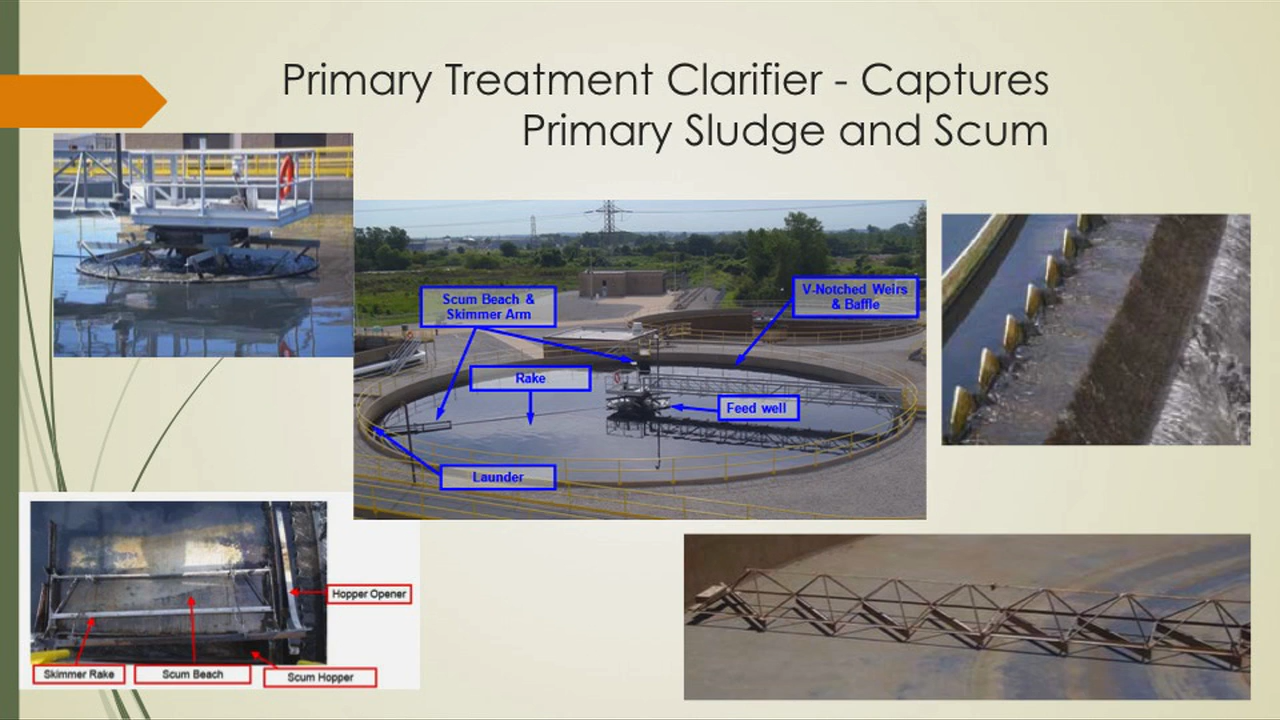 Primary Treatment Clarifier - Captures
Primary Sludge and Scum
Scum Beach &
Skimmer Arm
V-Notched Weirs
& Baffle
Rake
Feed well
Launder
Hopper Opener
Skimmer Rake
Scum Beach
Scum Hopper